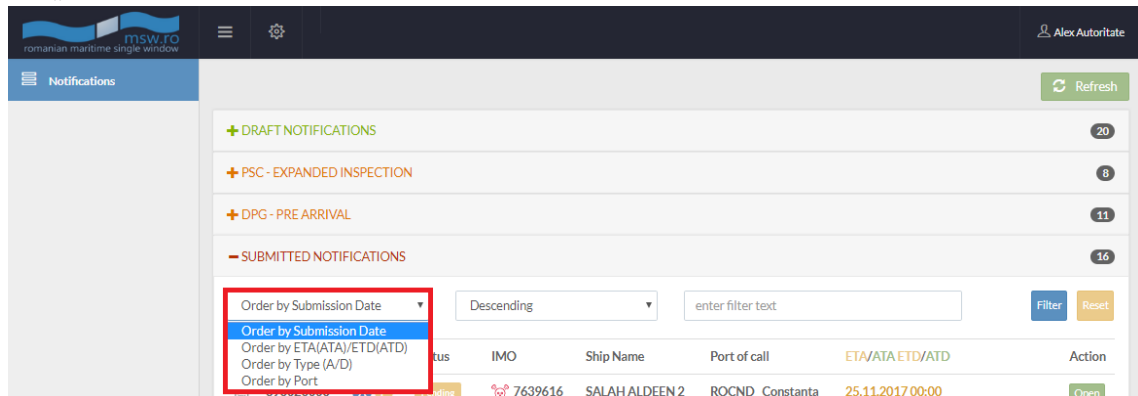 msw.ro
romanian maritime single window
Alex Autoritate
Notifications
Refresh
DRAFT NOTIFICATIONS 20
PSC - EXPANDED INSPECTION 8
DPG - PRE ARRIVAL 11
SUBMITTED NOTIFICATIONS 16
Order by Submission Date Descending enter filter text Filter Reset
Order by Submission Date
Order by ETA(ATA)/ETD(ATD)
Order by Type (A/D)
Order by Port
IMO Ship Name Port of call ETA/ATA ETD/ATD Action
7639616 SALAH ALDEEN 2 ROCND Constanta 25.11.2017 00:00 Open